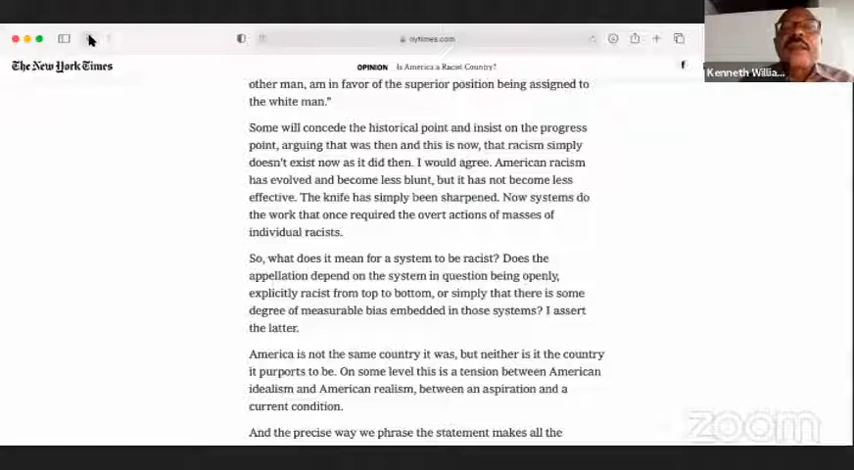 nytimes.com
The New York Times
OPINION Is America a Racist Country?
f
Kenneth Willia...
other man, am in favor of the superior position being assigned to
the white man."
Some will concede the historical point and insist on the progress
point, arguing that was then and this is now, that racism simply
doesn't exist now as it did then. I would agree. American racism
has evolved and become less blunt, but it has not become less
effective. The knife has simply been sharpened. Now systems do
the work that once required the overt actions of masses of
individual racists.
So, what does it mean for a system to be racist? Does the
appellation depend on the system in question being openly,
explicitly racist from top to bottom, or simply that there is some
degree of measurable bias embedded in those systems? I assert
the latter.
America is not the same country it was, but neither is it the country
it purports to be. On some level this is a tension between American
idealism and American realism, between an aspiration and a
current condition.
And the precise way we phrase the statement makes all the
zoom